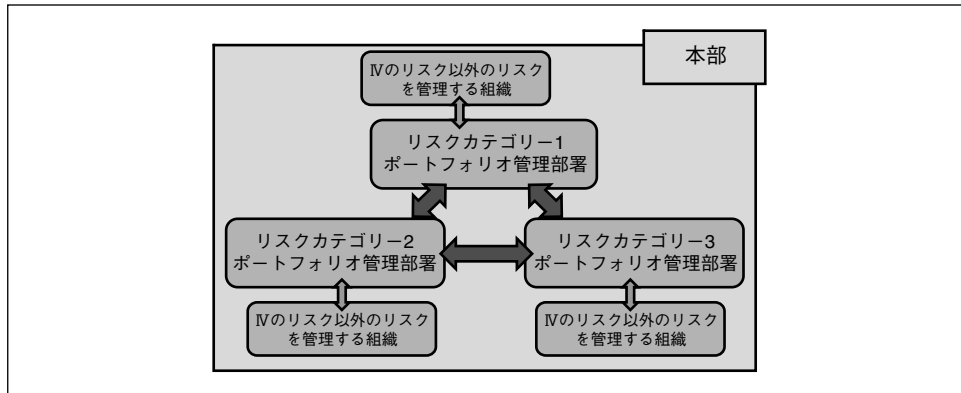 本部
Ⅳのリスク以外のリスク
を管理する組織
リスクカテゴリー1
ポートフォリオ管理部署
リスクカテゴリー2
ポートフォリオ管理部署
リスクカテゴリー3
ポートフォリオ管理部署
Ⅳのリスク以外のリスク
を管理する組織
Ⅳのリスク以外のリスク
を管理する組織